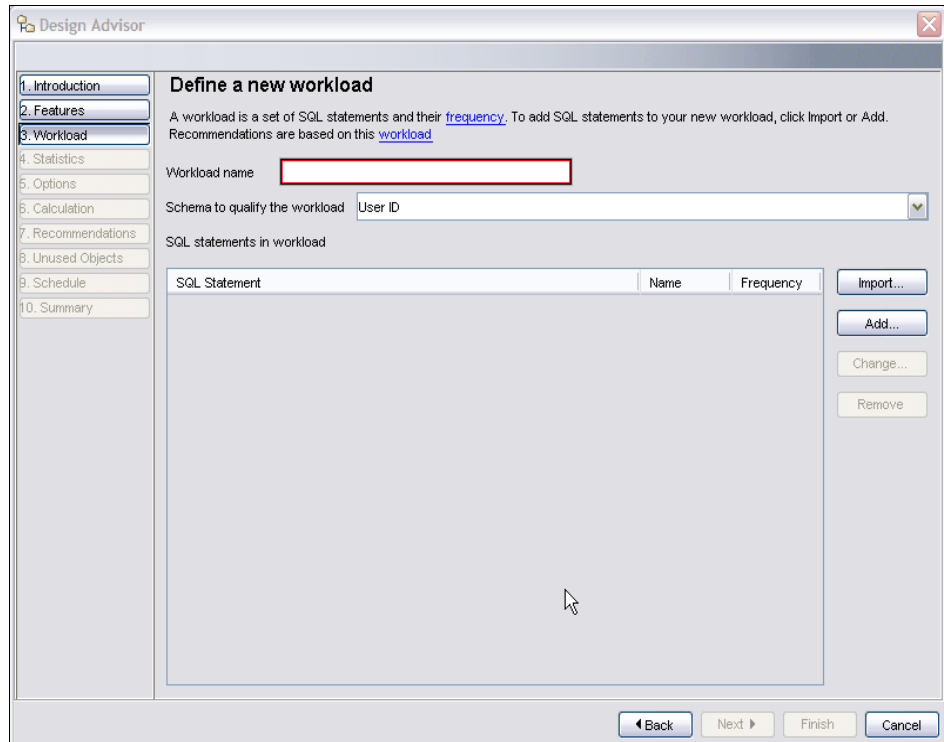 Design Advisor
1. Introduction
2. Features
3. Workload
4. Statistics
5. Options
6. Calculation
7. Recommendations
8. Unused Objects
9. Schedule
10. Summary
Define a new workload
A workload is a set of SQL statements and their frequency. To add SQL statements to your new workload, click Import or Add.
Recommendations are based on this workload
Workload name
Schema to qualify the workload User ID
SQL statements in workload
SQL Statement Name Frequency
Import...
Add...
Change...
Remove
Back Next Finish Cancel